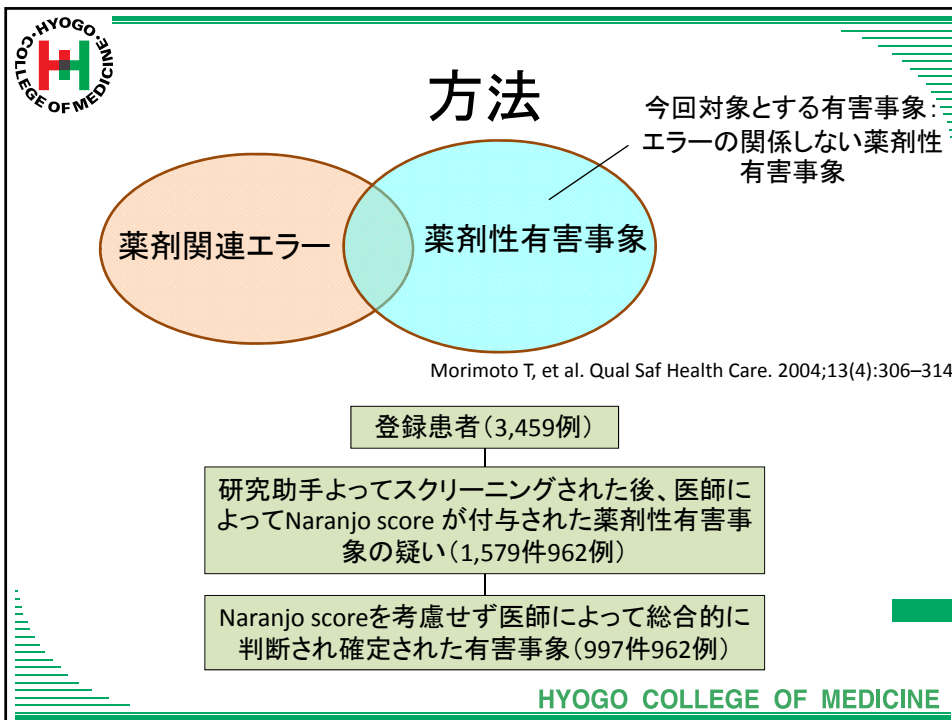 HYOGO
COLLEGE OF MEDICINE
方法
今回対象とする有害事象：
エラーの関係しない薬剤性
有害事象
薬剤関連エラー
薬剤性有害事象
Morimoto T, et al. Qual Saf Health Care. 2004;13(4):306–314
登録患者（3,459例）
研究助手よってスクリーニングされた後、医師に
よってNaranjo score が付与された薬剤性有害事
象の疑い（1,579件962例）
Naranjo scoreを考慮せず医師によって総合的に
判断され確定された有害事象（997件962例）
HYOGO COLLEGE OF MEDICINE